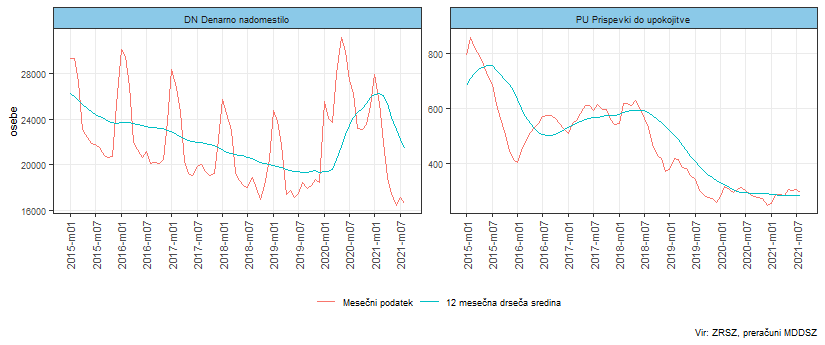 DN Denarno nadomestilo
osebe
28000
24000
20000
16000
2015-m01
2015-m07
2016-m01
2016-m07
2017-m01
2017-m07
2018-m01
2018-m07
2019-m01
2019-m07
2020-m01
2020-m07
2021-m01
2021-m07
PU Prispevki do upokojitve
800
600
400
2015-m01
2015-m07
2016-m01
2016-m07
2017-m01
2017-m07
2018-m01
2018-m07
2019-m01
2019-m07
2020-m01
2020-m07
2021-m01
2021-m07
Mesečni podatek
12 mesečna drseča sredina
Vir: ZRSZ, preračuni MDDSZ